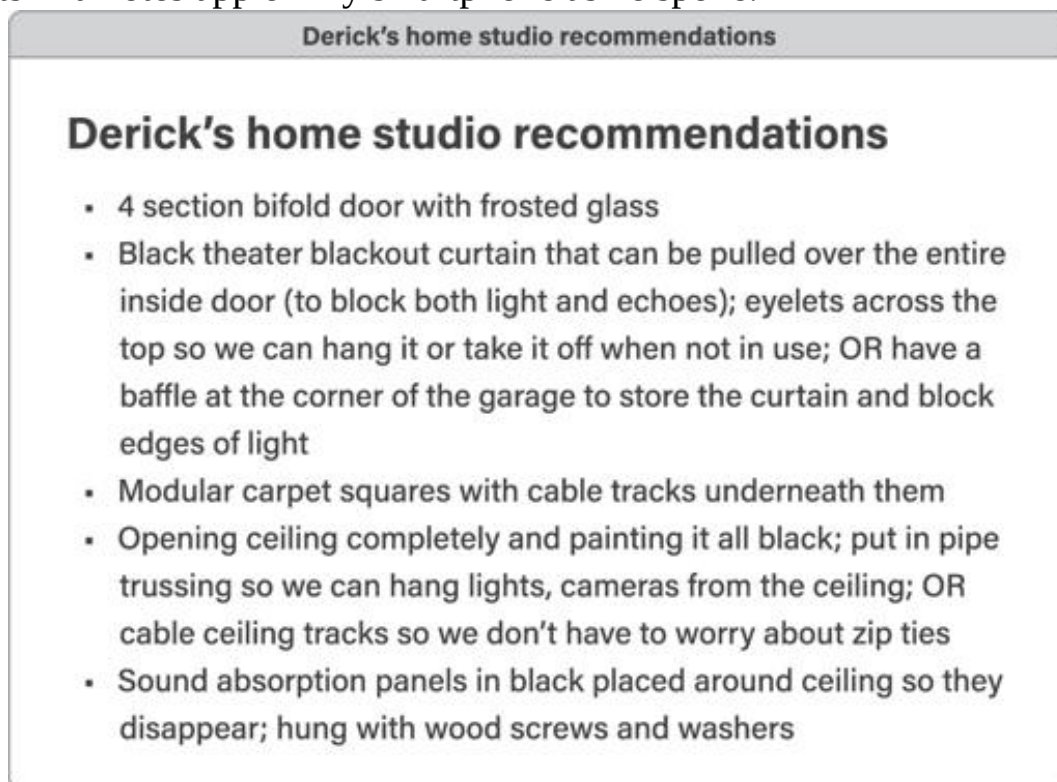 Derick's home studio recommendations
Derick's home studio recommendations
▪ 4 section bifold door with frosted glass
▪ Black theater blackout curtain that can be pulled over the entire
inside door (to block both light and echoes); eyelets across the
top so we can hang it or take it off when not in use; OR have a
baffle at the corner of the garage to store the curtain and block
edges of light
▪ Modular carpet squares with cable tracks underneath them
▪ Opening ceiling completely and painting it all black; put in pipe
trussing so we can hang lights, cameras from the ceiling; OR
cable ceiling tracks so we don't have to worry about zip ties
▪ Sound absorption panels in black placed around ceiling so they
disappear; hung with wood screws and washers